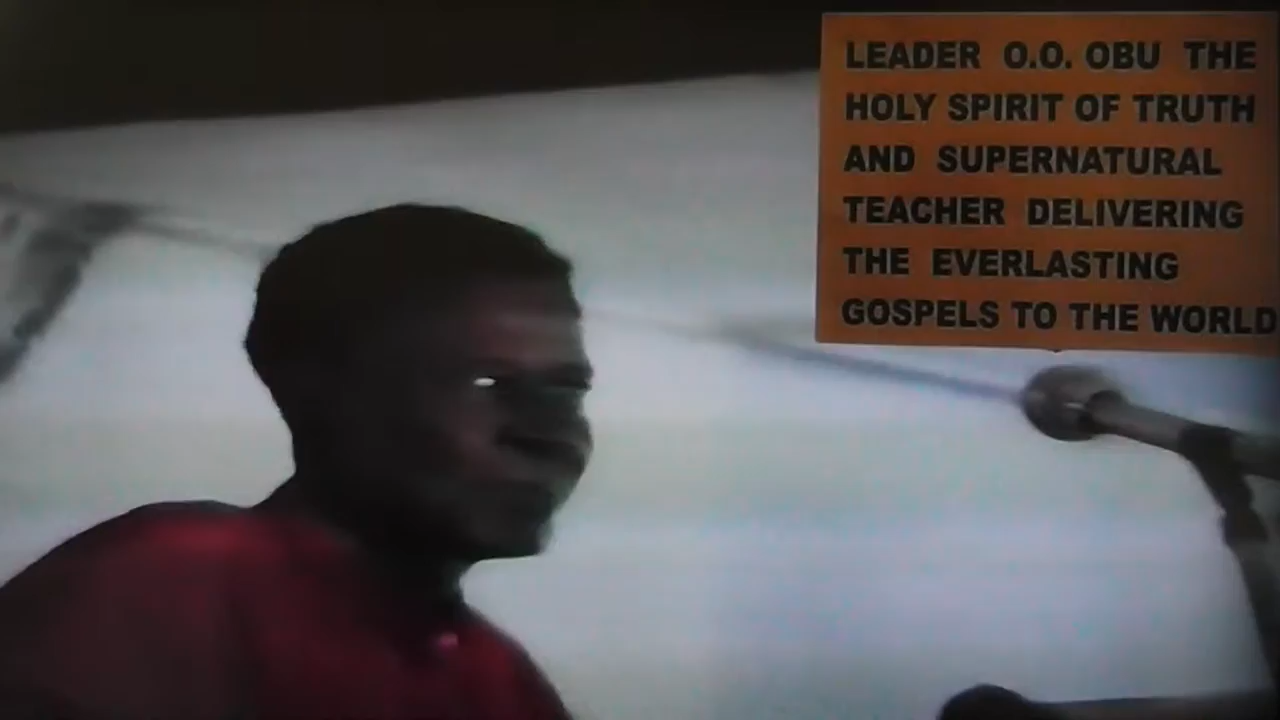 LEADER O.O. OBU THE
HOLY SPIRIT OF TRUTH
AND SUPERNATURAL
TEACHER DELIVERING
THE EVERLASTING
GOSPELS TO THE WORLD